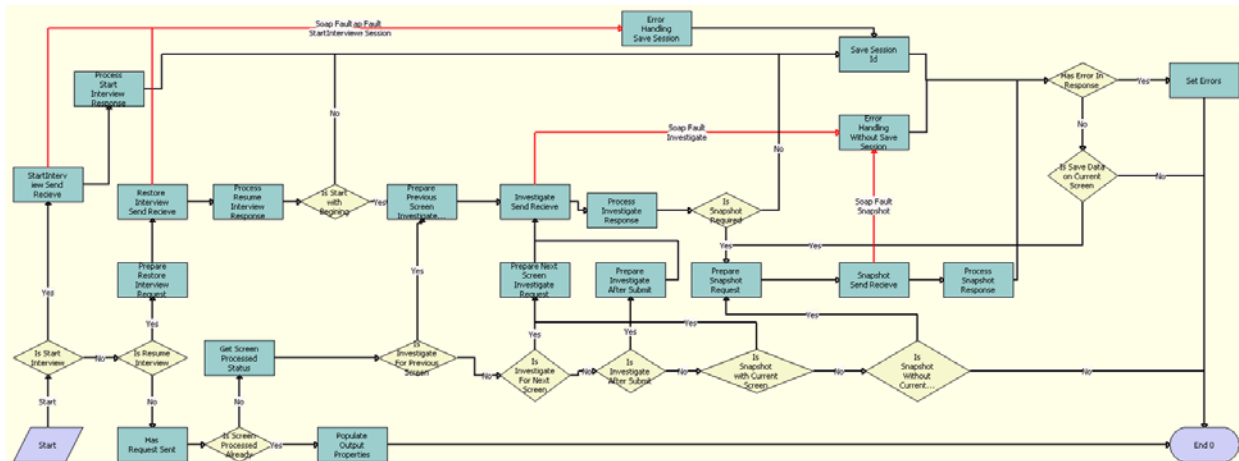 Soap Faultap Fault
StartInterviewe Session
Error
Handling
Save Session
Save Session
Id
Process
Start
Interview
Response
Has Error In
Response
Yes
Set Errors
No
Soap Fault
Investigate
Error
Handling
Without Save
Session
No
No
StartInterv
iew Send
Recieve
Restore
Interview
Send Recieve
Process
Resume
Interview
Response
Is Start
with
Begining
Yes
Prepare
Previous
Screen
Investigate...
Investigate
Send Recieve
Process
Investigate
Response
Is
Snapshot
Required
Is Save Data
on Current
Screen
No
Soap Fault
Snapshot
Yes
Yes
Prepare
Restore
Interview
Request
Prepare Next
Screen
Investigate
Request
Prepare
Investigate
After Submit
Prepare
Snapshot
Request
Snapshot
Send Recieve
Process
Snapshot
Response
Yes
Yes
Yes
Yes
Yes
Yes
Yes
Is Start
Interview
No
Is Resume
Interview
Get Screen
Processed
Status
Is
Investigate
For Previous
Screen
No
Is
Investigate
For Next
Screen
No
Is
Investigate
After Submit
No
Is
Snapshot
with Current
Screen
No
Is
Snapshot
Without
Current...
No
Start
No
No
Start
Has
Request Sent
Is Screen
Processed
Already
Yes
Populate
Output
Properties
End 0